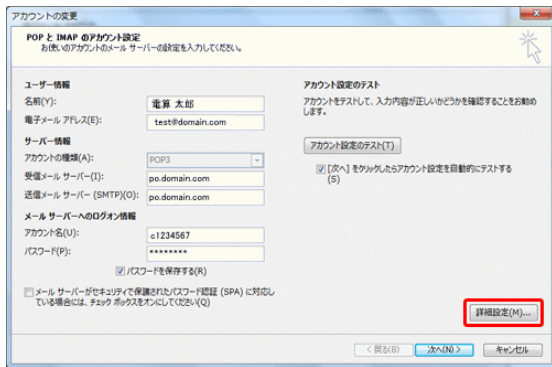 アカウントの変更
POP と IMAP のアカウント設定
お使いのアカウントのメール サーバーの設定を入力してください。
ユーザー情報
名前(Y):
電算 太郎
電子メール アドレス(E):
test@domain.com
サーバー情報
アカウントの種類(A):
POP3
受信メール サーバー(I):
po.domain.com
送信メール サーバー (SMTP)(O):
po.domain.com
メール サーバーへのログオン情報
アカウント名(U):
c1234567
パスワード(P):
********
パスワードを保存する(R)
メール サーバーがセキュリティで保護されたパスワード認証 (SPA) に対応し
ている場合には、チェック ボックスをオンにしてください(Q)
アカウント設定のテスト
アカウントをテストして、入力内容が正しいかどうかを確認することをお勧め
します。
アカウント設定のテスト(T)
[次へ] をクリックしたらアカウント設定を自動的にテストする
(S)
詳細設定(M)...
< 戻る(B)
次へ(N) >
キャンセル